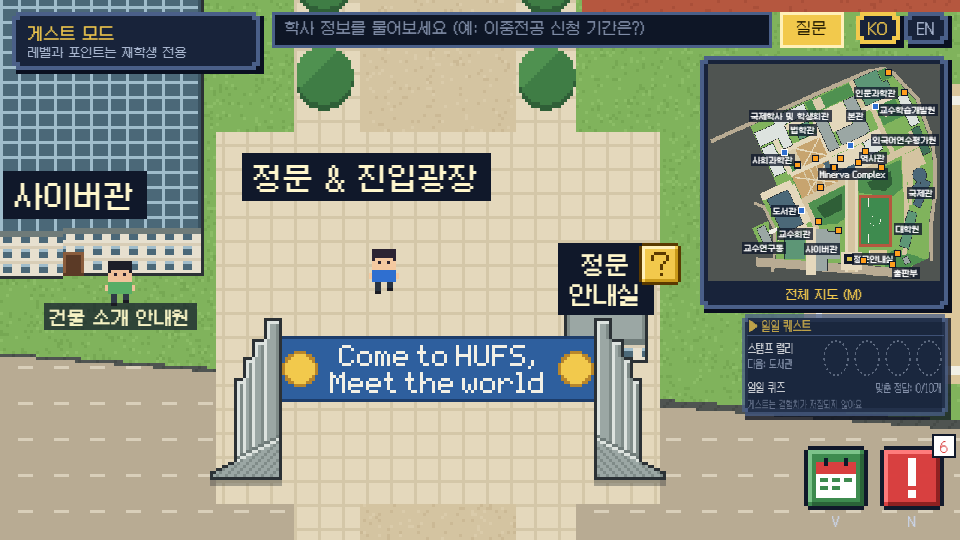 게스트 모드
레벨과 포인트는 재학생 전용
학사 정보를 물어보세요 (예: 이중전공 신청 기간은?)
질문
KO
EN
사이버관
정문 & 진입광장
정문
안내실
?
건물 소개 안내원
Come to HUFS,
Meet the world
인문과학관
교수학습개발원
국제학사 및 학생회관
본관
법학관
외국어연수평가원
사회과학관
역사관
Minerva Complex
국제관
도서관
교수회관
대학원
교수연구동
사이버관
정문안내실
출판부
전체 지도 (M)
일일 퀘스트
스탬프 랠리
다음: 도서관
일일 퀴즈
맞춘 정답: 0/10개
게스트는 경험치가 저장되지 않아요
6
!
V
N